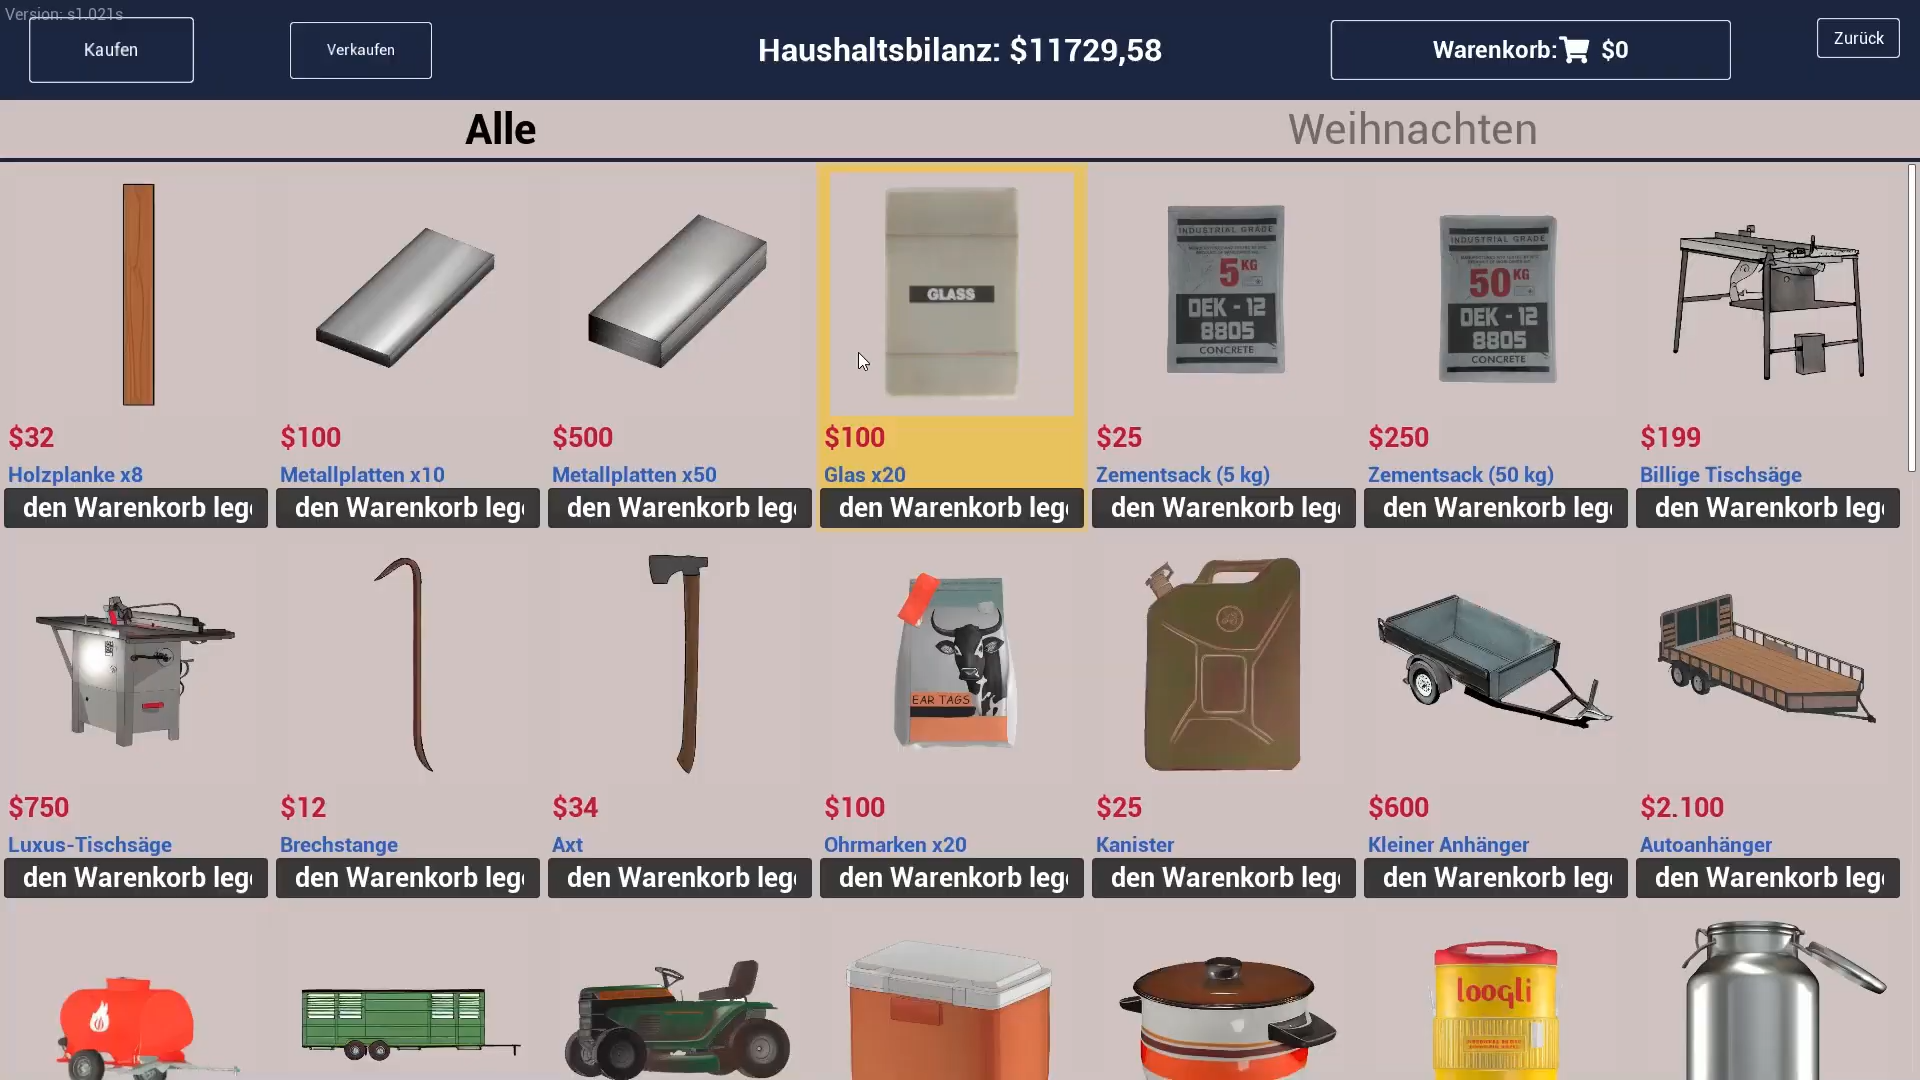 Version: s1.021s
Kaufen
Verkaufen
Haushaltsbilanz: $11729,58
Warenkorb: $0
Zurück
Alle
Weihnachten
GLASS
INDUSTRIAL GRADE
5 KG
DEK - 12
8805
CONCRETE
INDUSTRIAL GRADE
50 KG
DEK - 12
8805
CONCRETE
$32
$100
$500
$100
$25
$250
$199
Holzplanke x8
Metallplatten x10
Metallplatten x50
Glas x20
Zementsack (5 kg)
Zementsack (50 kg)
Billige Tischsäge
den Warenkorb leg
den Warenkorb leg
den Warenkorb leg
den Warenkorb leg
den Warenkorb leg
den Warenkorb leg
den Warenkorb leg
EAR TAGS
$750
$12
$34
$100
$25
$600
$2.100
Luxus-Tischsäge
Brechstange
Axt
Ohrmarken x20
Kanister
Kleiner Anhänger
Autoanhänger
den Warenkorb leg
den Warenkorb leg
den Warenkorb leg
den Warenkorb leg
den Warenkorb leg
den Warenkorb leg
den Warenkorb leg
loogli